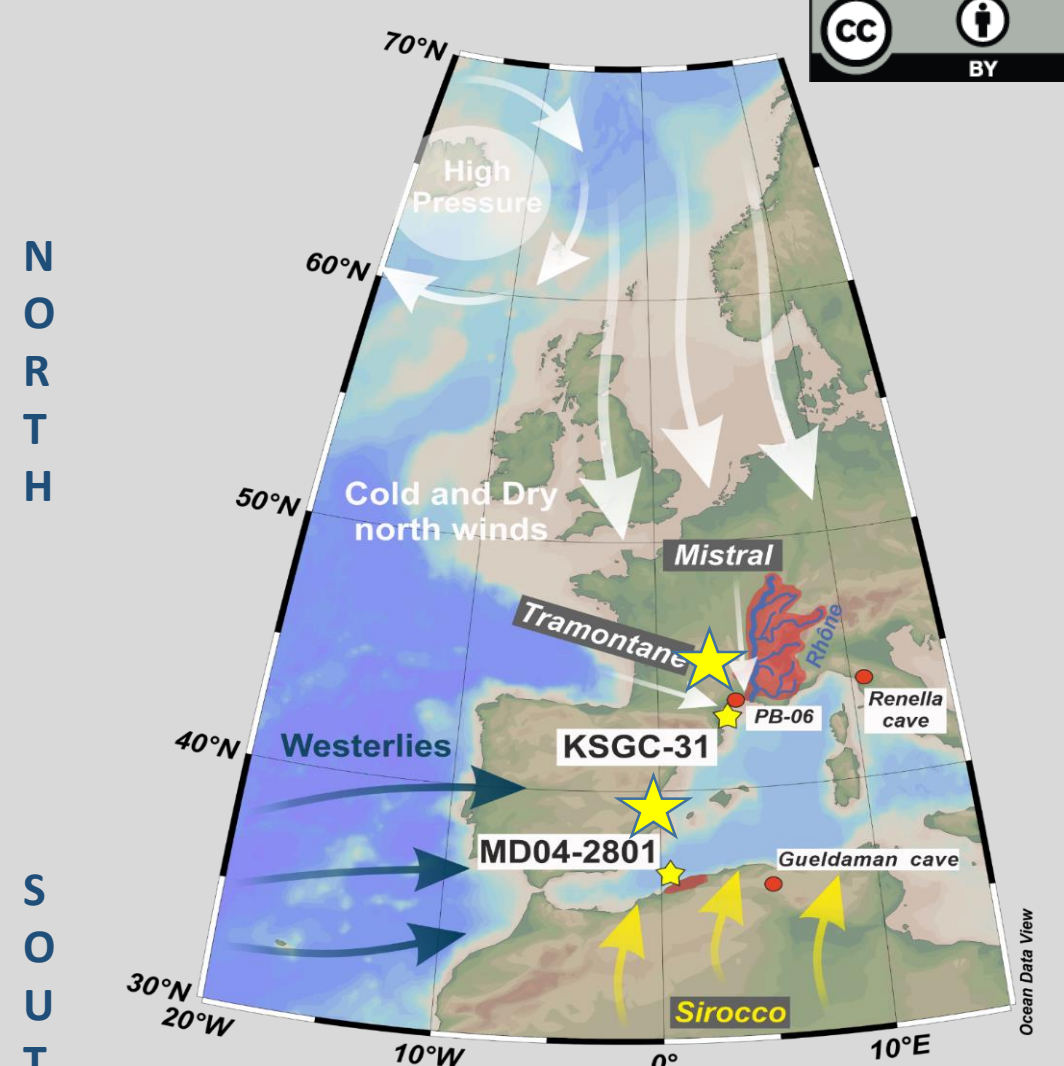 CC
BY
70°N
High
Pressure
N
O
R
T
H
60°N
50°N
Cold and Dry
north winds
Mistral
Tramontane
Rhône
Renella
cave
PB-06
40°N
KSGC-31
Westerlies
MD04-2801
Gueldaman cave
S
O
U
T
30°N
20°W
Sirocco
Ocean Data View
10°W
0°
10°E